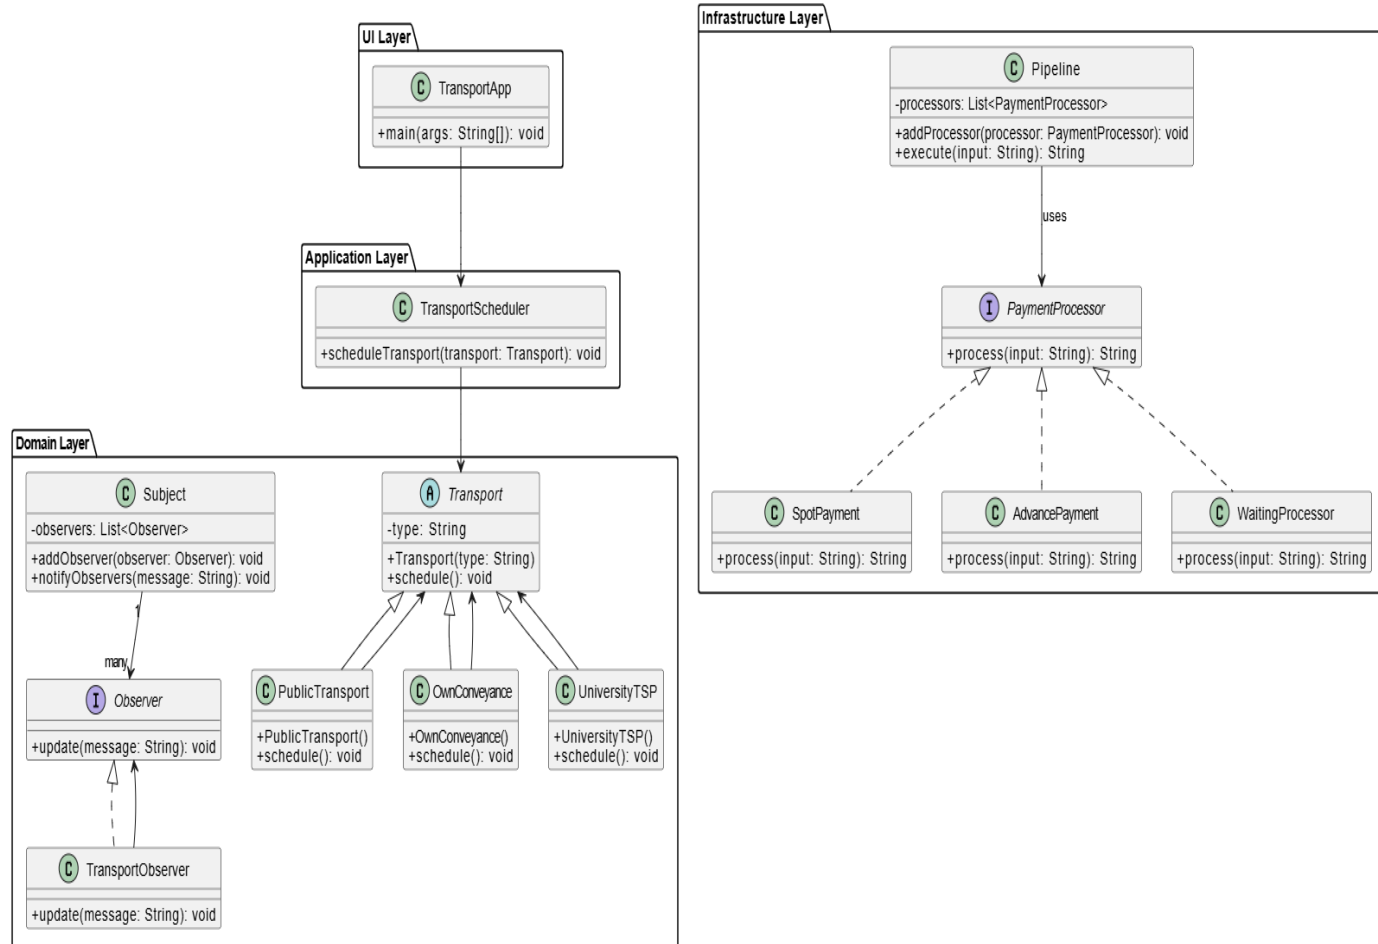 UI Layer
C TransportApp
+main(args: String[]): void
Application Layer
C TransportScheduler
+scheduleTransport(transport: Transport): void
Domain Layer
C Subject
-observers: List<Observer>
+addObserver(observer: Observer): void
+notifyObservers(message: String): void
1
many
I Observer
+update(message: String): void
C TransportObserver
+update(message: String): void
A Transport
-type: String
+Transport(type: String)
+schedule(): void
C PublicTransport
+PublicTransport()
+schedule(): void
C OwnConveyance
+OwnConveyance()
+schedule(): void
C UniversityTSP
+UniversityTSP()
+schedule(): void
Infrastructure Layer
C Pipeline
-processors: List<PaymentProcessor>
+addProcessor(processor: PaymentProcessor): void
+execute(input: String): String
uses
I PaymentProcessor
+process(input: String): String
C SpotPayment
+process(input: String): String
C AdvancePayment
+process(input: String): String
C WaitingProcessor
+process(input: String): String